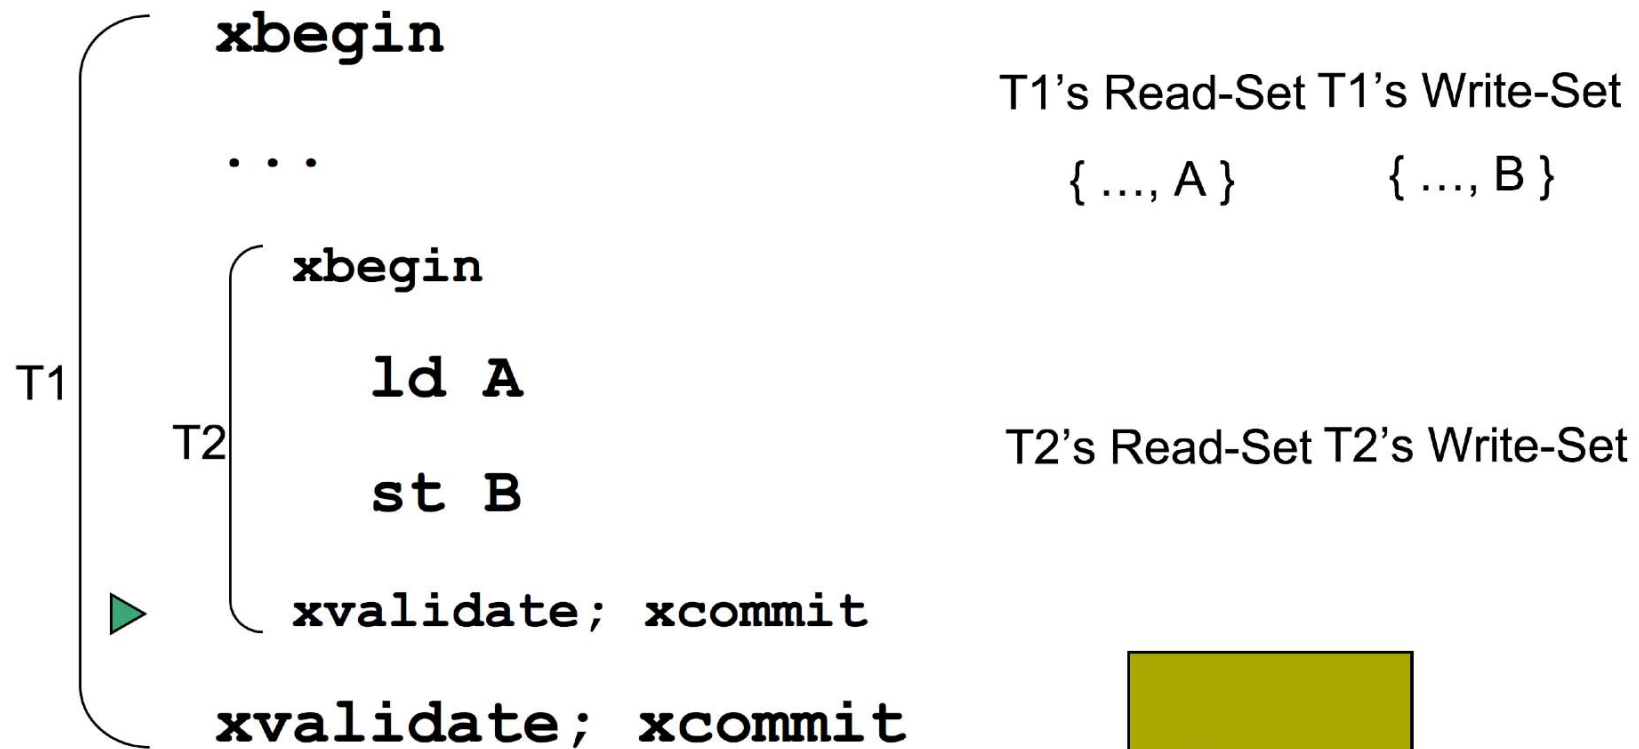 xbegin
T1's Read-Set T1's Write-Set
...
{ ..., A } { ..., B }
xbegin
ld A
T1
T2
T2's Read-Set T2's Write-Set
st B
xvalidate; xcommit
xvalidate; xcommit